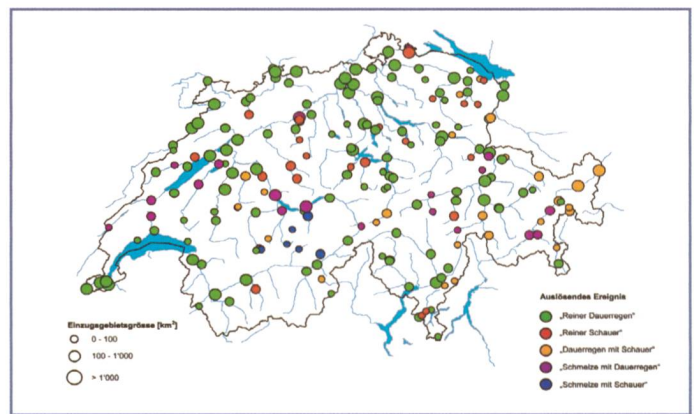 Einzugsgebietsgrösse [km²]
0 - 100
100 - 1'000
> 1'000
Auslösendes Ereignis
„Reiner Dauerregen"
„Reiner Schauer"
„Dauerregen mit Schauer"
„Schmelze mit Dauerregen"
„Schmelze mit Schauer"